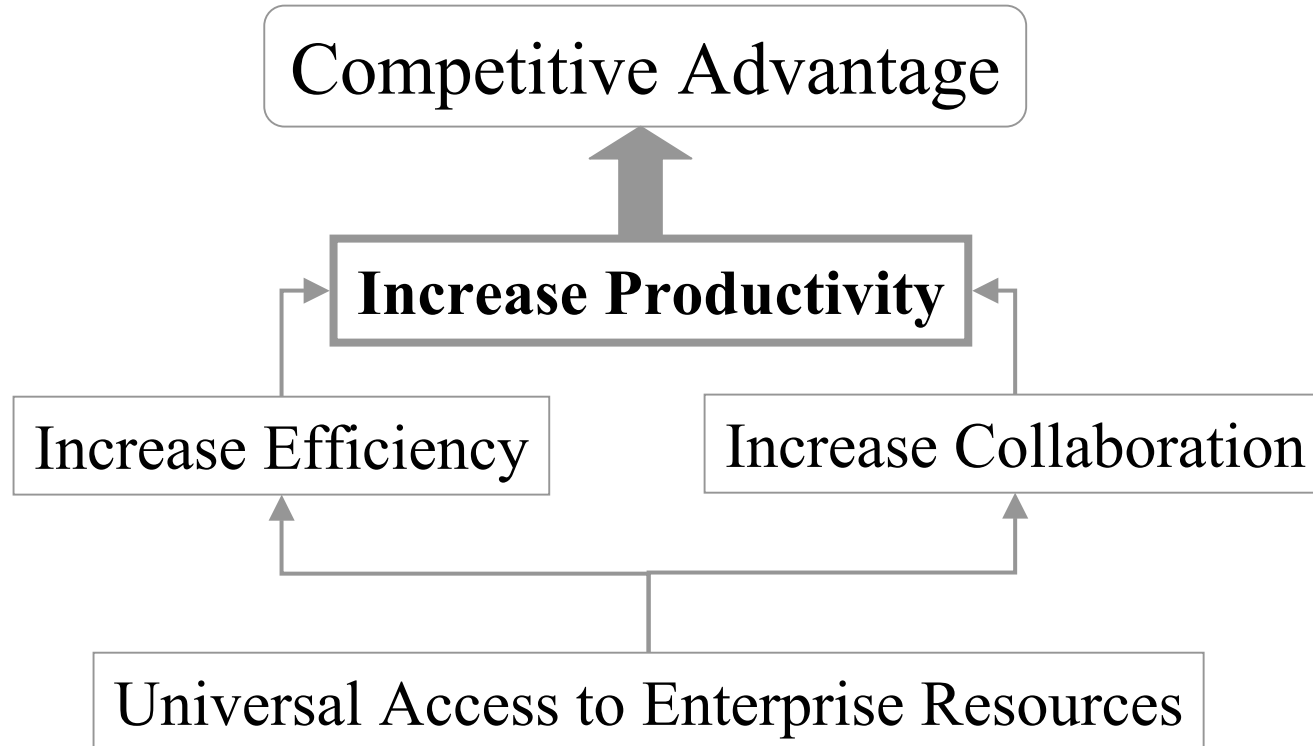 Competitive Advantage
Increase Productivity
Increase Efficiency
Increase Collaboration
Universal Access to Enterprise Resources